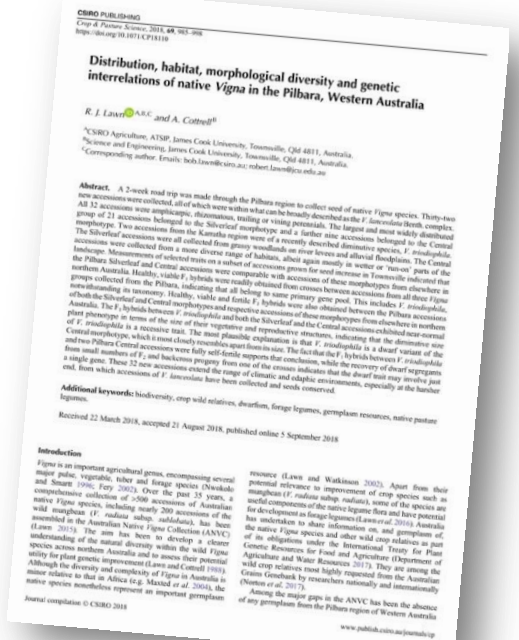 CSIRO PUBLISHING
Crop & Pasture Science, 2018, 69, 985–998
https://doi.org/10.1071/CP18110
Distribution, habitat, morphological diversity and genetic
interrelations of native Vigna in the Pilbara, Western Australia
R. J. Lawn A,B,C and A. Cottrell B
A CSIRO Agriculture, ATSIP, James Cook University, Townsville, Qld 4811, Australia.
B Science and Engineering, James Cook University, Townsville, Qld 4811, Australia.
C Corresponding author. Emails: bob.lawn@csiro.au; robert.lawn@jcu.edu.au
Abstract. A 2-week road trip was made through the Pilbara region to collect seed of native Vigna species. Thirty-two
new accessions were collected, all of which were within what can be broadly described as the V. lanceolata Benth. complex.
All 32 accessions were amphicarpic, rhizomatous, trailing or vining perennials. The largest and most widely distributed
group of 21 accessions belonged to the Silverleaf morphotype and a further nine accessions belonged to the Central
morphotype. Two accessions from the Karratha region were of a recently described diminutive species, V. triodiophila.
The Silverleaf accessions were all collected from grassy woodlands on river levees and alluvial floodplains. The Central
accessions were collected from a more diverse range of habitats, albeit again mostly in wetter or 'run-on' parts of the
landscape. Measurements of selected traits on a subset of accessions grown for seed increase in Townsville indicated that
the Pilbara Silverleaf and Central accessions were comparable with accessions of these morphotypes from elsewhere in
northern Australia. Healthy, viable F1 hybrids were readily obtained from crosses between accessions from all three Vigna
groups collected from the Pilbara, indicating that all belong to same primary gene pool. This includes V. triodiophila,
notwithstanding its taxonomy. Healthy, viable and fertile F1 hybrids were also obtained between the Pilbara accessions
of both the Silverleaf and Central morphotypes and respective accessions of these morphotypes from elsewhere in northern
Australia. The F1 hybrids between V. triodiophila and both the Silverleaf and the Central accessions exhibited near-normal
plant phenotype in terms of the size of their vegetative and reproductive structures, indicating that the diminutive size
of V. triodiophila is a recessive trait. The most plausible explanation is that V. triodiophila is a dwarf variant of the
Central morphotype, which it most closely resembles apart from its size. The fact that the F1 hybrids between V. triodiophila
and two Pilbara Central accessions were fully self-fertile supports that conclusion, while the recovery of dwarf segregants
from small numbers of F2 and backcross progeny from one of the crosses indicates that the dwarf trait may involve just
a single gene. These 32 new accessions extend the range of climatic and edaphic environments, especially at the harsher
end, from which accessions of V. lanceolata have been collected and seeds conserved.
Additional keywords: biodiversity, crop wild relatives, dwarfism, forage legumes, germplasm resources, native pasture
legumes.
Received 22 March 2018, accepted 21 August 2018, published online 5 September 2018
Introduction
Vigna is an important agricultural genus, encompassing several
major pulse, vegetable, tuber and forage species (Nwokolo
and Smartt 1996; Fery 2002). Over the past 35 years, a
comprehensive collection of >500 accessions of Australian
native Vigna species, including nearly 200 accessions of the
wild mungbean (V. radiata subsp. sublobata), has been
assembled in the Australian Native Vigna Collection (ANVC)
(Lawn 2015). The aim has been to develop a clearer
understanding of the natural diversity within the wild Vigna
species across northern Australia and to assess their potential
utility for plant genetic improvement (Lawn and Cottrell 1988).
Although the diversity and complexity of Vigna in Australia is
minor relative to that in Africa (e.g. Maxted et al. 2004), the
native species nonetheless represent an important germplasm
resource (Lawn and Watkinson 2002). Apart from their
potential relevance to improvement of crop species such as
mungbean (V. radiata subsp. radiata), some of the species are
useful components of the native legume flora and have potential
for development as forage legumes (Lawn et al. 2016). Australia
has undertaken to share information on, and germplasm of,
the native Vigna species and other wild crop relatives as part
of its obligations under the International Treaty for Plant
Genetic Resources for Food and Agriculture (Department of
Agriculture and Water Resources 2017). They are among the
wild crop relatives most highly requested from the Australian
Grains Genebank by researchers nationally and internationally
(Norton et al. 2017).
Among the major gaps in the ANVC has been the absence
of any germplasm from the Pilbara region of Western Australia
Journal compilation © CSIRO 2018
www.publish.csiro.au/journals/cp